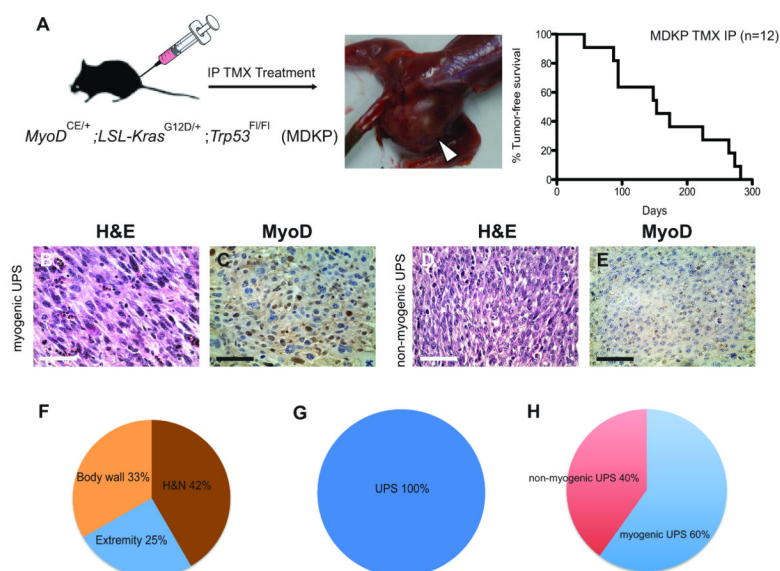 A
IP TMX Treatment
MyoD^CE/+ ;LSL-Kras^G12D/+ ;Trp53^Fl/Fl (MDKP)
MDKP TMX IP (n=12)
% Tumor-free survival
100
80
60
40
20
0
0
100
200
300
Days
H&E
MyoD
H&E
MyoD
myogenic UPS
B
C
non-myogenic UPS
D
E
F
Body wall 33%
H&N 42%
Extremity 25%
G
UPS 100%
H
non-myogenic UPS 40%
myogenic UPS 60%